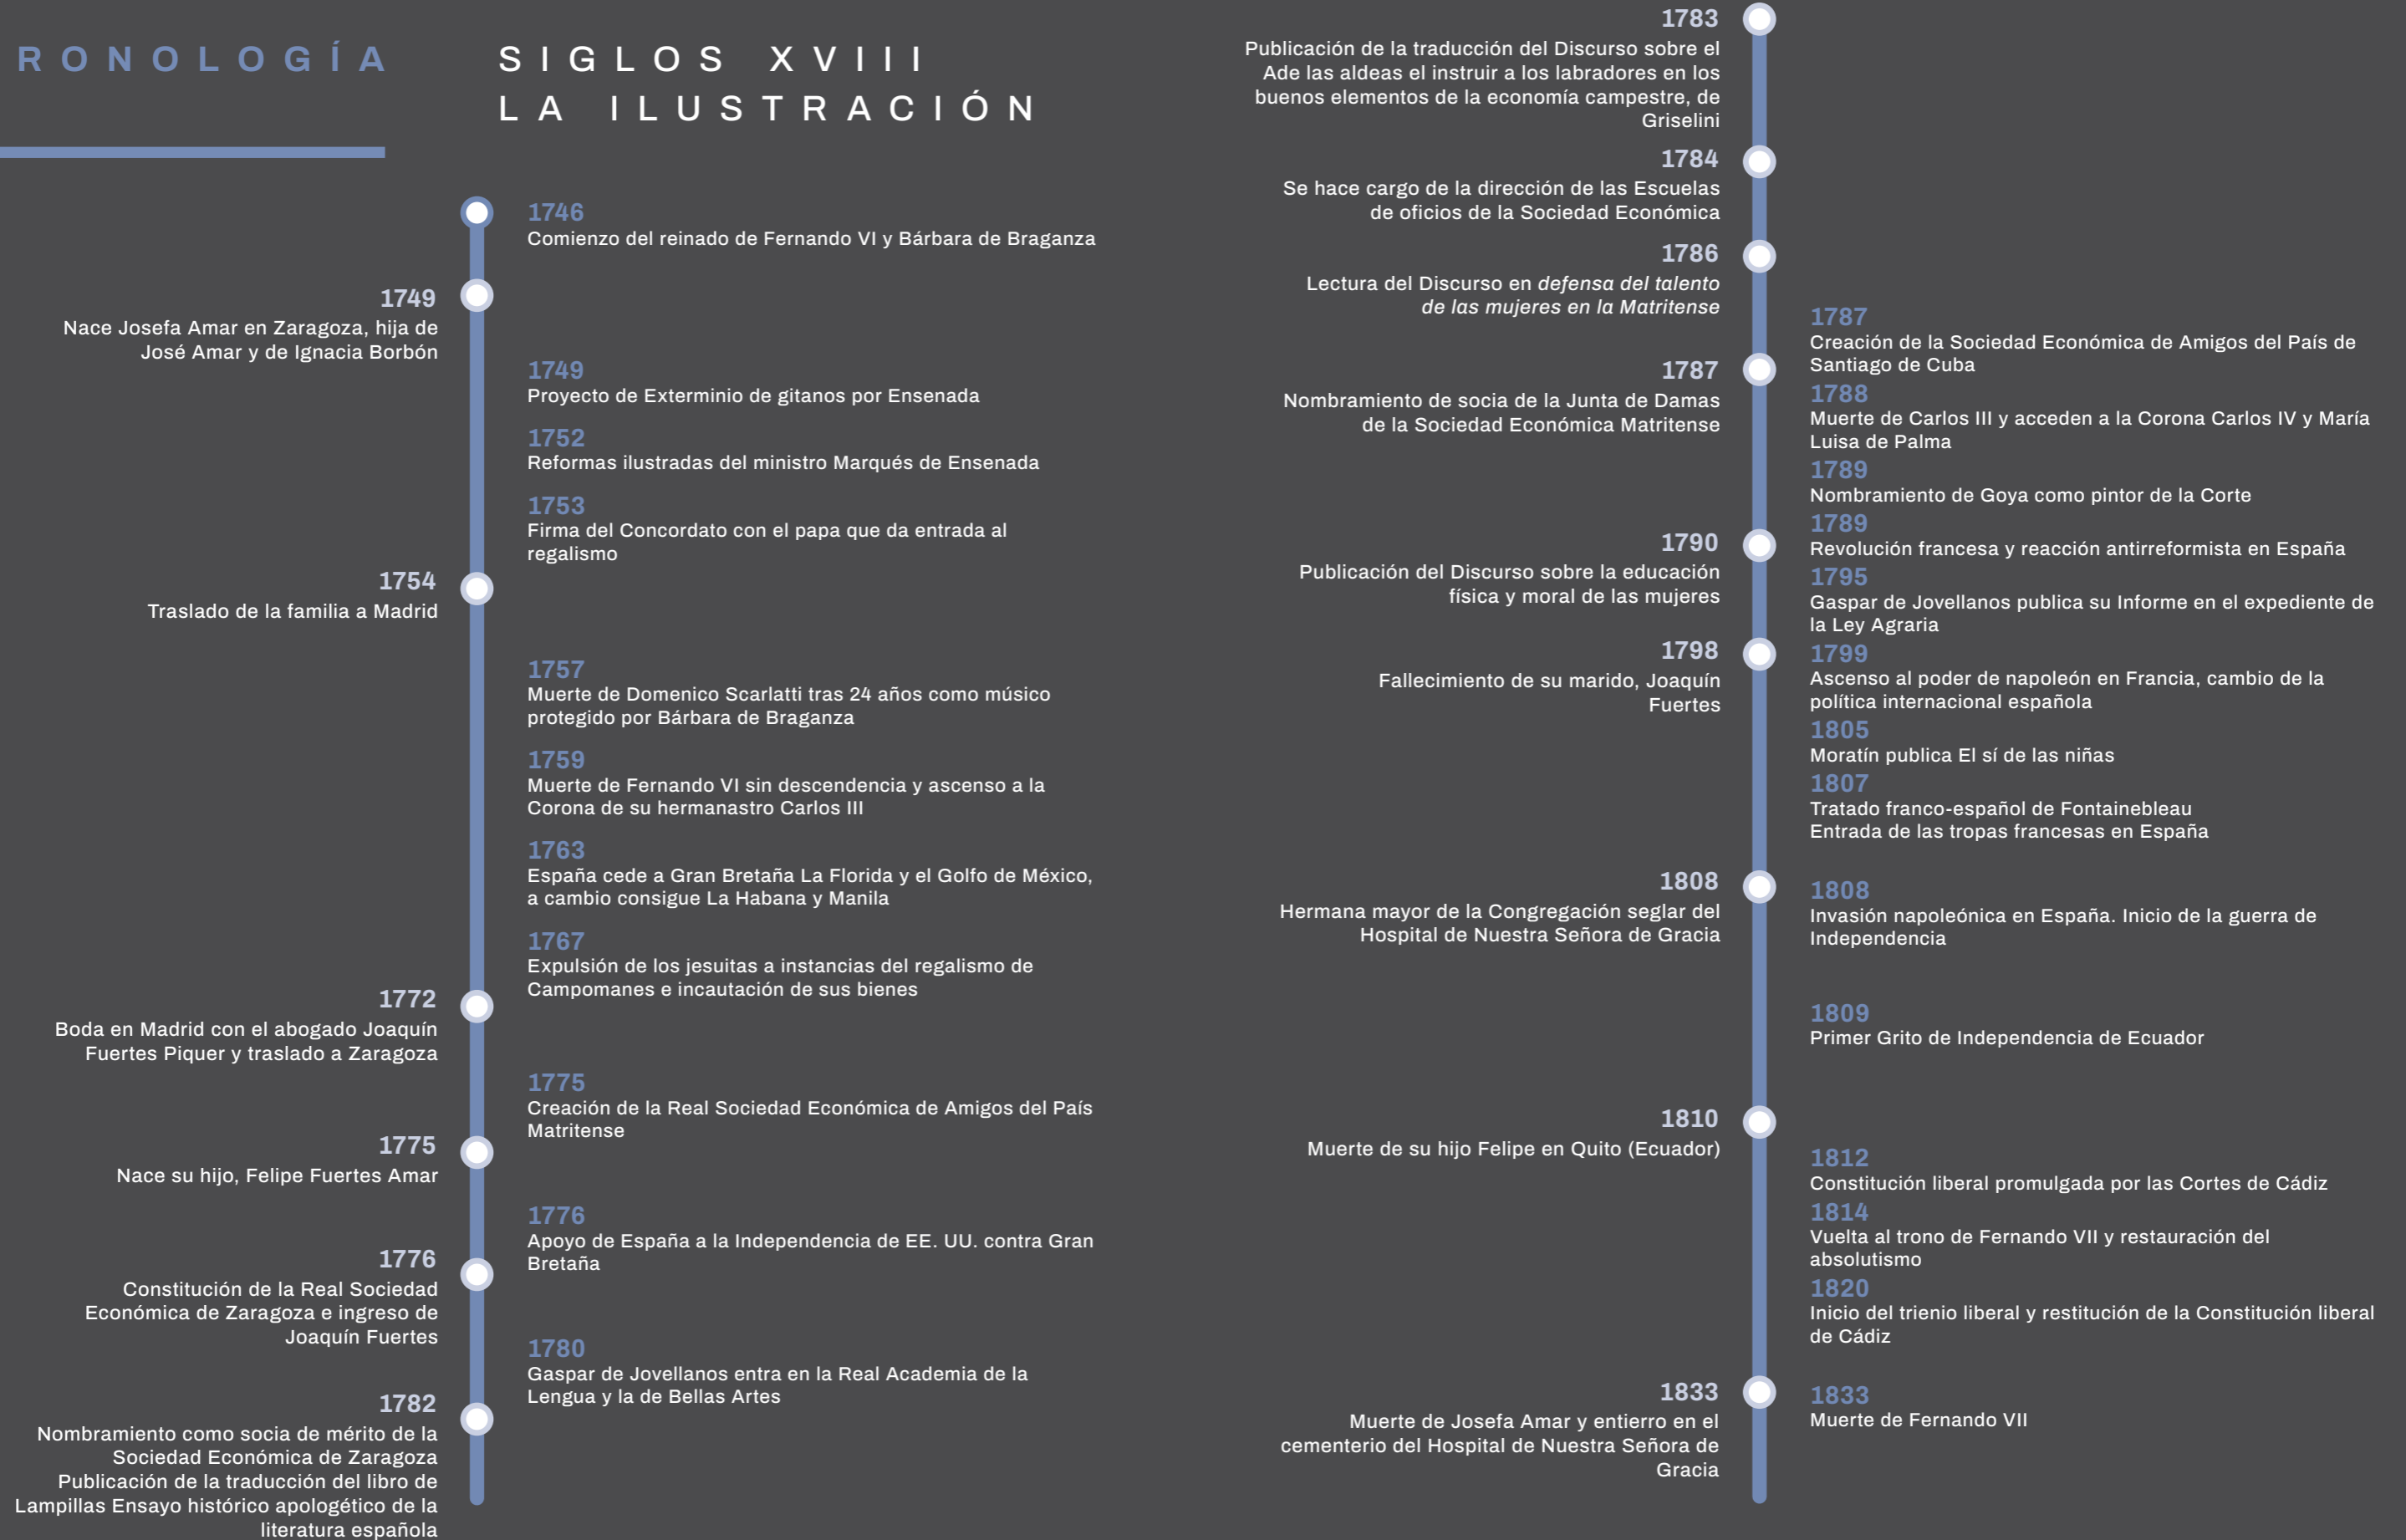 RONOLOGÍA
SIGLOS XVIII
LA ILUSTRACIÓN
1746
Comienzo del reinado de Fernando VI y Bárbara de Braganza
1749
Nace Josefa Amar en Zaragoza, hija de
José Amar y de Ignacia Borbón
1749
Proyecto de Exterminio de gitanos por Ensenada
1752
Reformas ilustradas del ministro Marqués de Ensenada
1753
Firma del Concordato con el papa que da entrada al
regalismo
1754
Traslado de la familia a Madrid
1757
Muerte de Domenico Scarlatti tras 24 años como músico
protegido por Bárbara de Braganza
1759
Muerte de Fernando VI sin descendencia y ascenso a la
Corona de su hermanastro Carlos III
1763
España cede a Gran Bretaña La Florida y el Golfo de México,
a cambio consigue La Habana y Manila
1767
Expulsión de los jesuitas a instancias del regalismo de
Campomanes e incautación de sus bienes
1772
Boda en Madrid con el abogado Joaquín
Fuertes Piquer y traslado a Zaragoza
1775
Creación de la Real Sociedad Económica de Amigos del País
Matritense
1775
Nace su hijo, Felipe Fuertes Amar
1776
Apoyo de España a la Independencia de EE. UU. contra Gran
Bretaña
1776
Constitución de la Real Sociedad
Económica de Zaragoza e ingreso de
Joaquín Fuertes
1780
Gaspar de Jovellanos entra en la Real Academia de la
Lengua y la de Bellas Artes
1782
Nombramiento como socia de mérito de la
Sociedad Económica de Zaragoza
Publicación de la traducción del libro de
Lampillas Ensayo histórico apologético de la
literatura española
1783
Publicación de la traducción del Discurso sobre el
Ade las aldeas el instruir a los labradores en los
buenos elementos de la economía campestre, de
Griselini
1784
Se hace cargo de la dirección de las Escuelas
de oficios de la Sociedad Económica
1786
Lectura del Discurso en defensa del talento
de las mujeres en la Matritense
1787
Creación de la Sociedad Económica de Amigos del País de
Santiago de Cuba
1787
Nombramiento de socia de la Junta de Damas
de la Sociedad Económica Matritense
1788
Muerte de Carlos III y acceden a la Corona Carlos IV y María
Luisa de Palma
1789
Nombramiento de Goya como pintor de la Corte
1789
Revolución francesa y reacción antirreformista en España
1790
Publicación del Discurso sobre la educación
física y moral de las mujeres
1795
Gaspar de Jovellanos publica su Informe en el expediente de
la Ley Agraria
1798
Fallecimiento de su marido, Joaquín
Fuertes
1799
Ascenso al poder de napoleón en Francia, cambio de la
política internacional española
1805
Moratín publica El sí de las niñas
1807
Tratado franco-español de Fontainebleau
Entrada de las tropas francesas en España
1808
Hermana mayor de la Congregación seglar del
Hospital de Nuestra Señora de Gracia
1808
Invasión napoleónica en España. Inicio de la guerra de
Independencia
1809
Primer Grito de Independencia de Ecuador
1810
Muerte de su hijo Felipe en Quito (Ecuador)
1812
Constitución liberal promulgada por las Cortes de Cádiz
1814
Vuelta al trono de Fernando VII y restauración del
absolutismo
1820
Inicio del trienio liberal y restitución de la Constitución liberal
de Cádiz
1833
Muerte de Josefa Amar y entierro en el
cementerio del Hospital de Nuestra Señora de
Gracia
1833
Muerte de Fernando VII